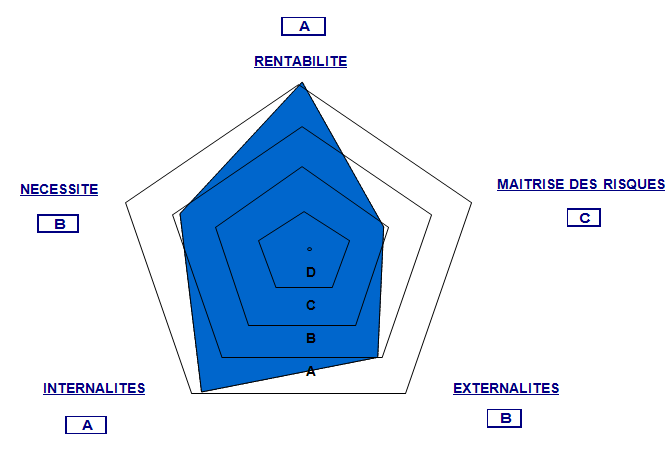 A
RENTABILITE
NECESSITE
B
MAITRISE DES RISQUES
C
D
C
B
A
INTERNALITES
A
EXTERNALITES
B